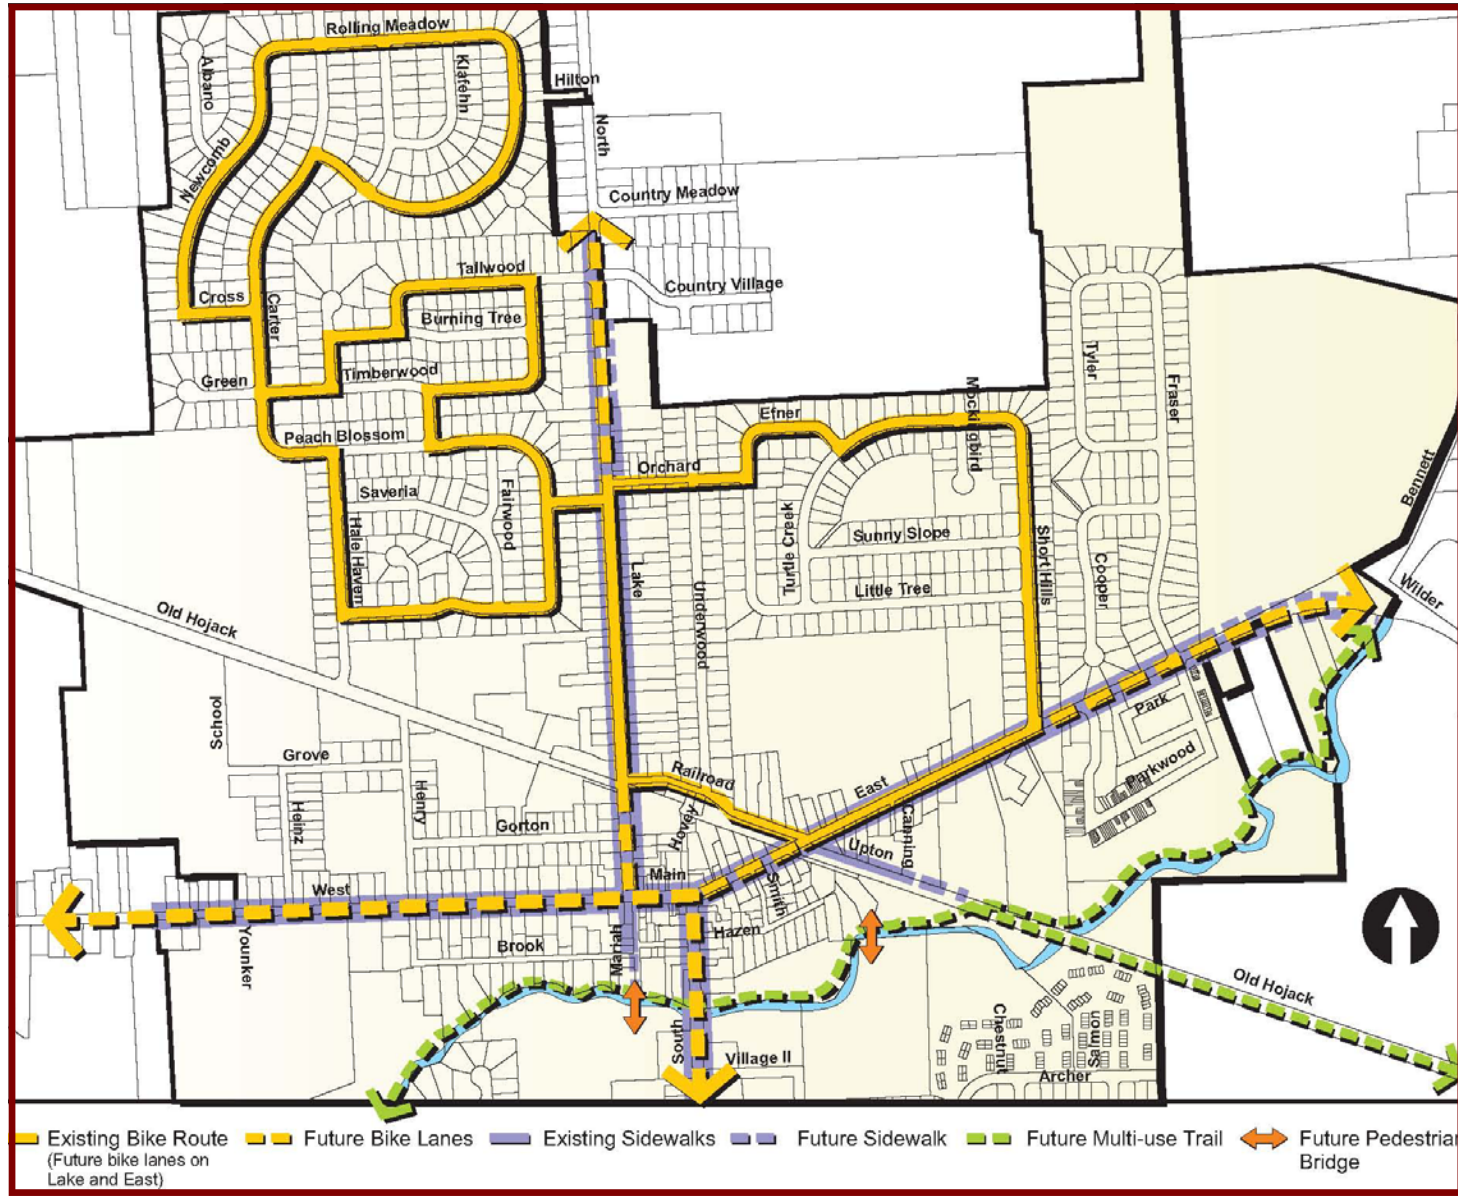 Rolling Meadow
Albano
Klafehn
Hilton
North
Newcomb
Country Meadow
Tallwood
Country Village
Cross
Carter
Burning Tree
Tyler
Fraser
Green
Timberwood
Mockingbird
Efner
Peach Blossom
Orchard
Bennett
Saveria
Fairwood
Hale Haven
Turtle Creek
Sunny Slope
Short Hills
Lake
Underwood
Little Tree
Cooper
Wilder
Old Hojack
School
Park
Grove
Railroad
East
Parkwood
Heinz
Henry
Gorton
Hovey
Canning
Upton
West
Main
Smith
Younker
Brook
Mariah
Hazen
Old Hojack
South
Village II
Chestnut
Salmon
Archer
Existing Bike Route
(Future bike lanes on
Lake and East)
Future Bike Lanes
Existing Sidewalks
Future Sidewalk
Future Multi-use Trail
Future Pedestrian
Bridge